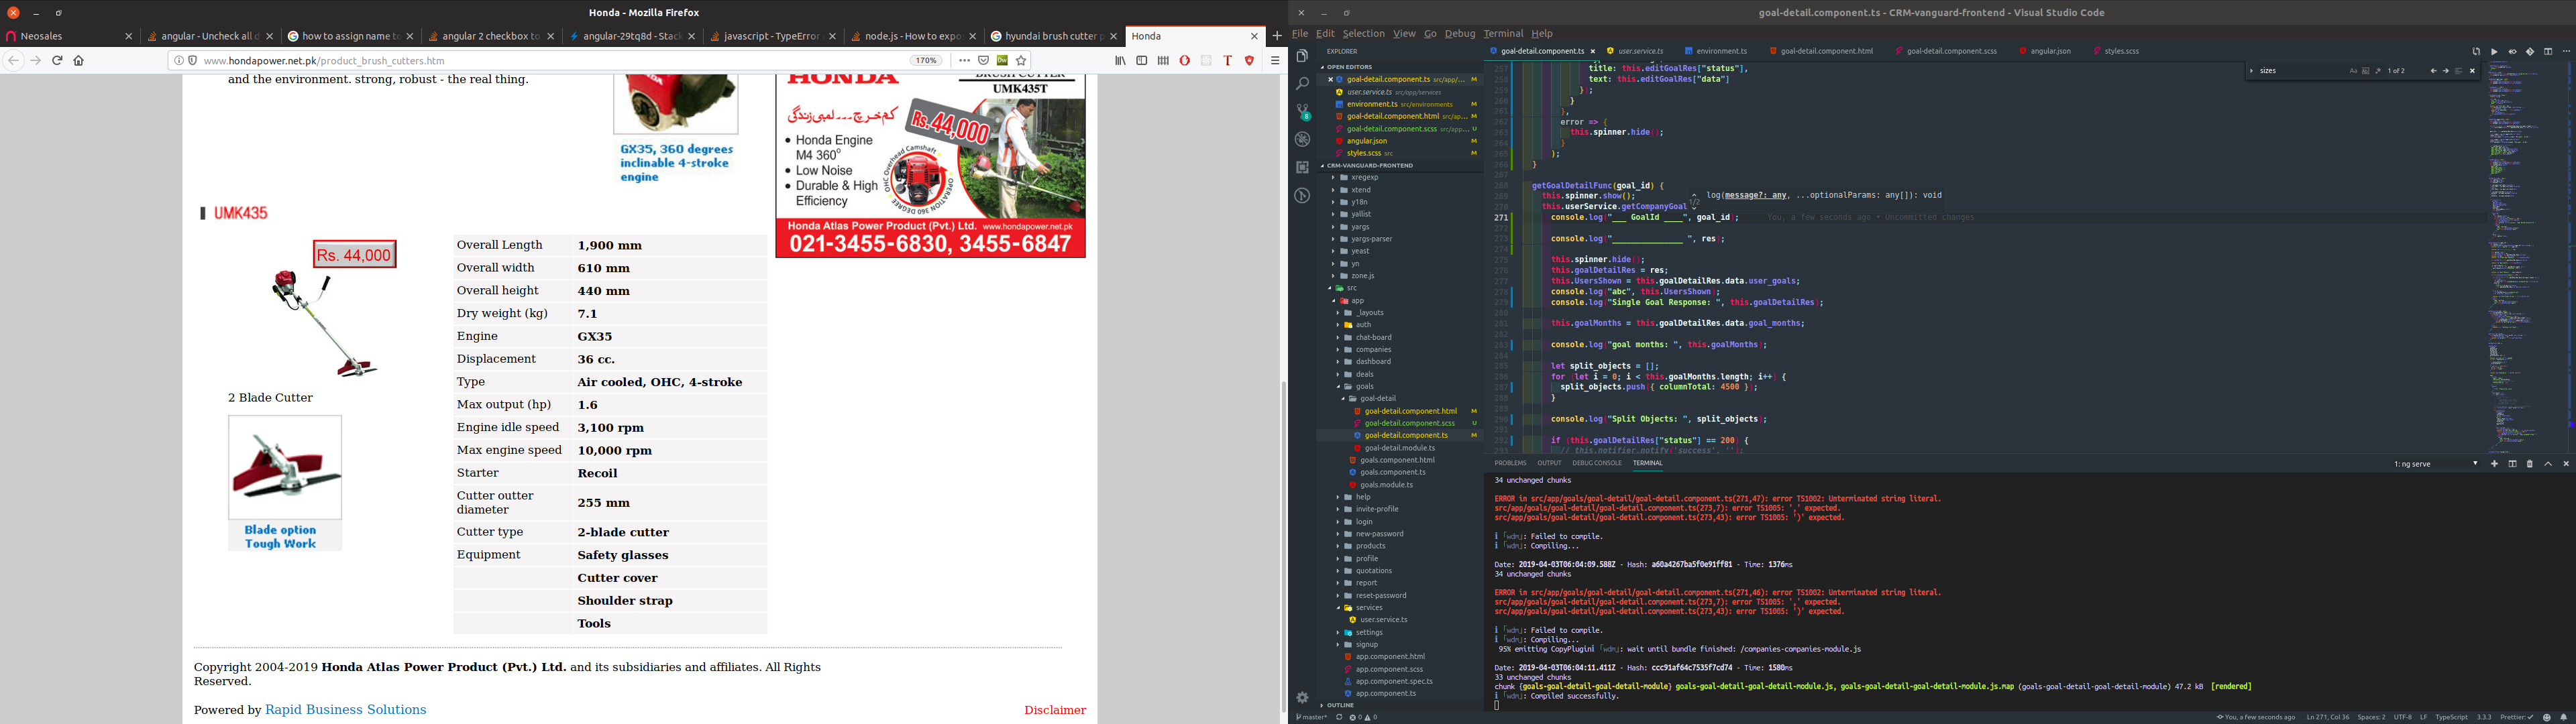 Honda - Mozilla Firefox
Neosales
angular - Uncheck all d
how to assign name to
angular 2 checkbox to
angular-29tq8d - Stack
javascript - TypeError
node.js - How to expo
hyundai brush cutter p
Honda
www.hondapower.net.pk/product_brush_cutters.htm
170%
and the environment. strong, robust - the real thing.
GX35, 360 degrees
inclinable 4-stroke
engine
HONDA
BRUSH CUTTER
UMK435T
کم خرچ --- لمبی زندگی
Rs. 44,000
• Honda Engine
M4 360°
• Low Noise
• Durable & High
Efficiency
OHC Overhead Camshaft
OPERATION 360 DEGREE
Honda Atlas Power Product (Pvt.) Ltd. www.hondapower.net.pk
021-3455-6830, 3455-6847
UMK435
Rs. 44,000
2 Blade Cutter
Blade option
Tough Work
Overall Length 1,900 mm
Overall width 610 mm
Overall height 440 mm
Dry weight (kg) 7.1
Engine GX35
Displacement 36 cc.
Type Air cooled, OHC, 4-stroke
Max output (hp) 1.6
Engine idle speed 3,100 rpm
Max engine speed 10,000 rpm
Starter Recoil
Cutter outter
diameter 255 mm
Cutter type 2-blade cutter
Equipment Safety glasses
Cutter cover
Shoulder strap
Tools
Copyright 2004-2019 Honda Atlas Power Product (Pvt.) Ltd. and its subsidiaries and affiliates. All Rights
Reserved.
Powered by Rapid Business Solutions
Disclaimer
goal-detail.component.ts - CRM-vanguard-frontend - Visual Studio Code
File Edit Selection View Go Debug Terminal Help
EXPLORER
OPEN EDITORS
goal-detail.component.ts src/app/... M
user.service.ts src/app/services
environment.ts src/environments M
goal-detail.component.html src/ap... M
goal-detail.component.scss src/app... U
angular.json M
styles.scss src M
CRM-VANGUARD-FRONTEND
xregexp
xtend
y18n
yallist
yargs
yargs-parser
yeast
yn
zone.js
src
app
_layouts
auth
chat-board
companies
dashboard
deals
goals
goal-detail
goal-detail.component.html M
goal-detail.component.scss U
goal-detail.component.ts M
goal-detail.module.ts
goals.component.html
goals.component.ts
goals.module.ts
help
invite-profile
login
new-password
products
profile
quotations
report
reset-password
services
user.service.ts
settings
signup
app.component.html
app.component.scss
app.component.spec.ts
app.component.ts
OUTLINE
goal-detail.component.ts
user.service.ts
environment.ts
goal-detail.component.html
goal-detail.component.scss
angular.json
styles.scss
sizes
1 of 2
257 title: this.editGoalRes["status"],
258 text: this.editGoalRes["data"]
259 });
260 }
261 },
262 error => {
263 this.spinner.hide();
264 }
265 );
266 }
267
268 getGoalDetailFunc(goal_id) {
269 this.spinner.show();
270 this.userService.getCompanyGoal
1/2 log(message?: any, ...optionalParams: any[]): void
271 console.log("___ GoalId ____", goal_id); You, a few seconds ago • Uncommitted changes
272
273 console.log("_______________ ", res);
274
275 this.spinner.hide();
276 this.goalDetailRes = res;
277 this.UsersShown = this.goalDetailRes.data.user_goals;
278 console.log("abc", this.UsersShown);
279 console.log("Single Goal Response: ", this.goalDetailRes);
280
281 this.goalMonths = this.goalDetailRes.data.goal_months;
282
283 console.log("goal months: ", this.goalMonths);
284
285 let split_objects = [];
286 for (let i = 0; i < this.goalMonths.length; i++) {
287 split_objects.push({ columnTotal: 4500 });
288 }
289
290 console.log("Split Objects: ", split_objects);
291
292 if (this.goalDetailRes["status"] == 200) {
293 // this.notifier.notify('success', '');
PROBLEMS OUTPUT DEBUG CONSOLE TERMINAL
1: ng serve
34 unchanged chunks
ERROR in src/app/goals/goal-detail/goal-detail.component.ts(271,47): error TS1002: Unterminated string literal.
src/app/goals/goal-detail/goal-detail.component.ts(273,7): error TS1005: ',' expected.
src/app/goals/goal-detail/goal-detail.component.ts(273,43): error TS1005: ')' expected.
ℹ ｢wdm｣: Failed to compile.
ℹ ｢wdm｣: Compiling...
Date: 2019-04-03T06:04:09.588Z - Hash: a60a4267ba5f0e91ff81 - Time: 1376ms
34 unchanged chunks
ERROR in src/app/goals/goal-detail/goal-detail.component.ts(271,46): error TS1002: Unterminated string literal.
src/app/goals/goal-detail/goal-detail.component.ts(273,7): error TS1005: ',' expected.
src/app/goals/goal-detail/goal-detail.component.ts(273,43): error TS1005: ')' expected.
ℹ ｢wdm｣: Failed to compile.
ℹ ｢wdm｣: Compiling...
95% emitting CopyPluginℹ ｢wdm｣: wait until bundle finished: /companies-companies-module.js
Date: 2019-04-03T06:04:11.411Z - Hash: ccc91af64c7535f7cd74 - Time: 1580ms
33 unchanged chunks
chunk {goals-goal-detail-goal-detail-module} goals-goal-detail-goal-detail-module.js, goals-goal-detail-goal-detail-module.js.map (goals-goal-detail-goal-detail-module) 47.2 kB [rendered]
ℹ ｢wdm｣: Compiled successfully.
master* 0 0
You, a few seconds ago Ln 271, Col 36 Spaces: 2 UTF-8 LF TypeScript 3.3.3 Prettier: ✓